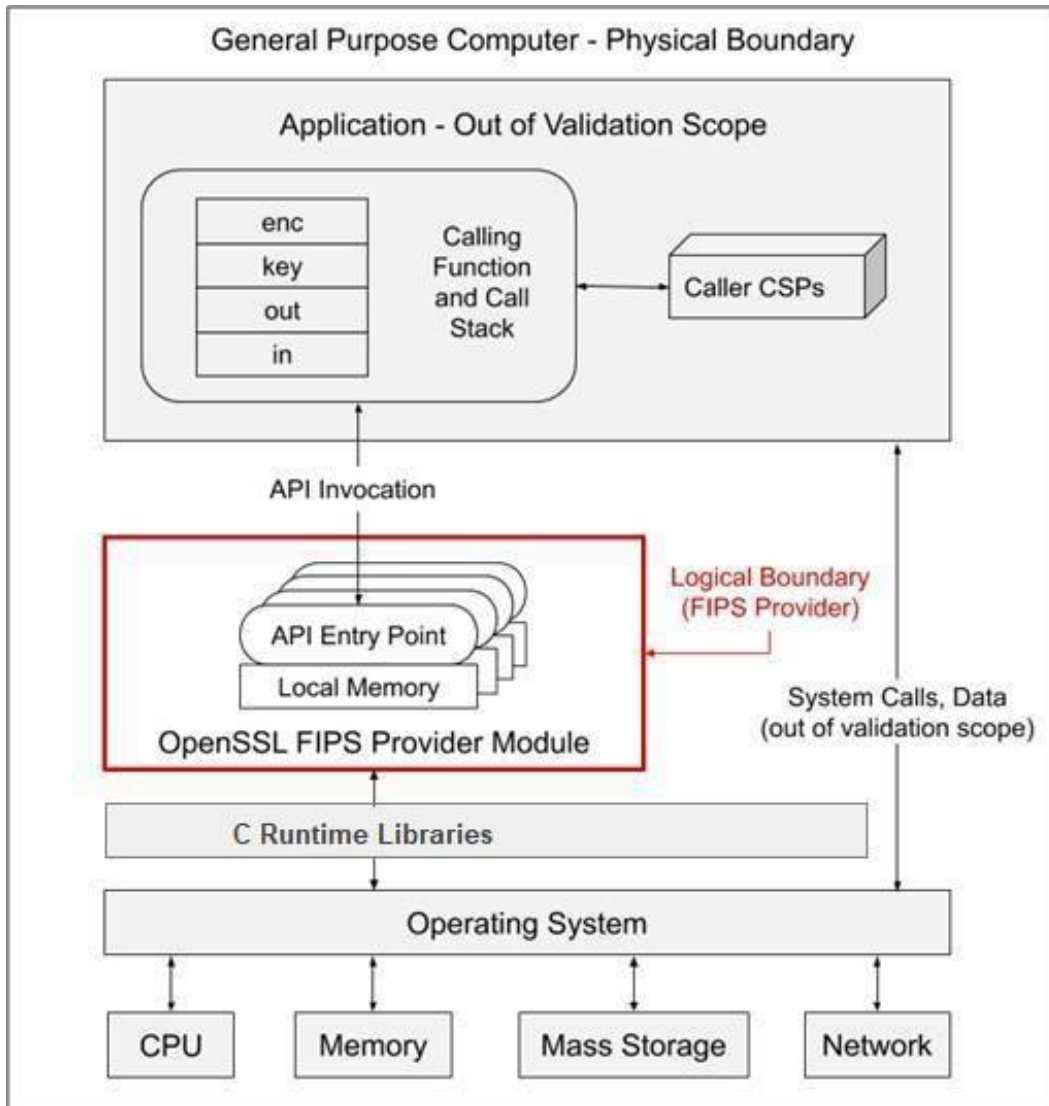 General Purpose Computer - Physical Boundary
Application - Out of Validation Scope
enc
key
out
in
Calling
Function
and Call
Stack
Caller CSPs
API Invocation
Logical Boundary
(FIPS Provider)
API Entry Point
Local Memory
OpenSSL FIPS Provider Module
System Calls, Data
(out of validation scope)
C Runtime Libraries
Operating System
CPU
Memory
Mass Storage
Network